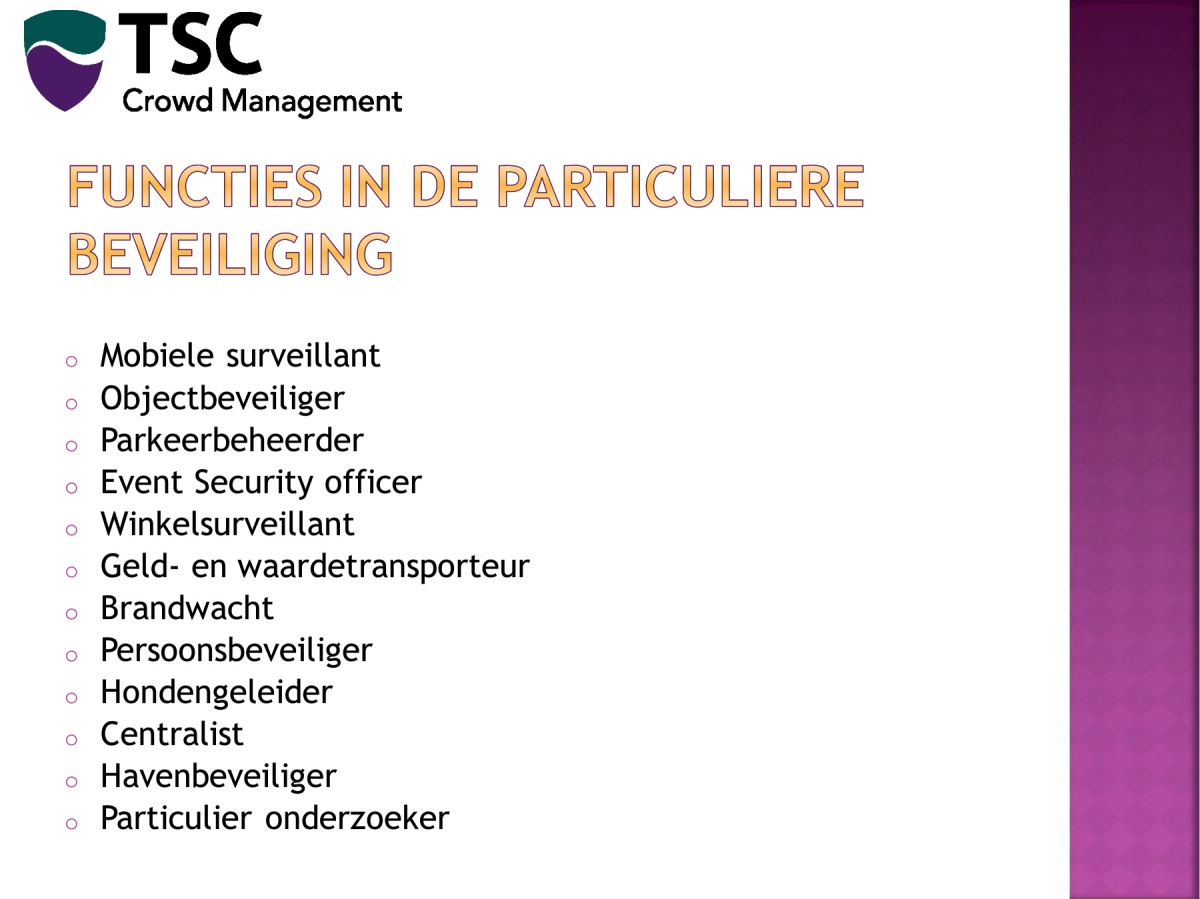 TSC
Crowd Management
FUNCTIES IN DE PARTICULIERE
BEVEILIGING
o Mobiele surveillant
o Objectbeveiliger
o Parkeerbeheerder
o Event Security officer
o Winkelsurveillant
o Geld- en waardetransporteur
o Brandwacht
o Persoonsbeveiliger
o Hondengeleider
o Centralist
o Havenbeveiliger
o Particulier onderzoeker